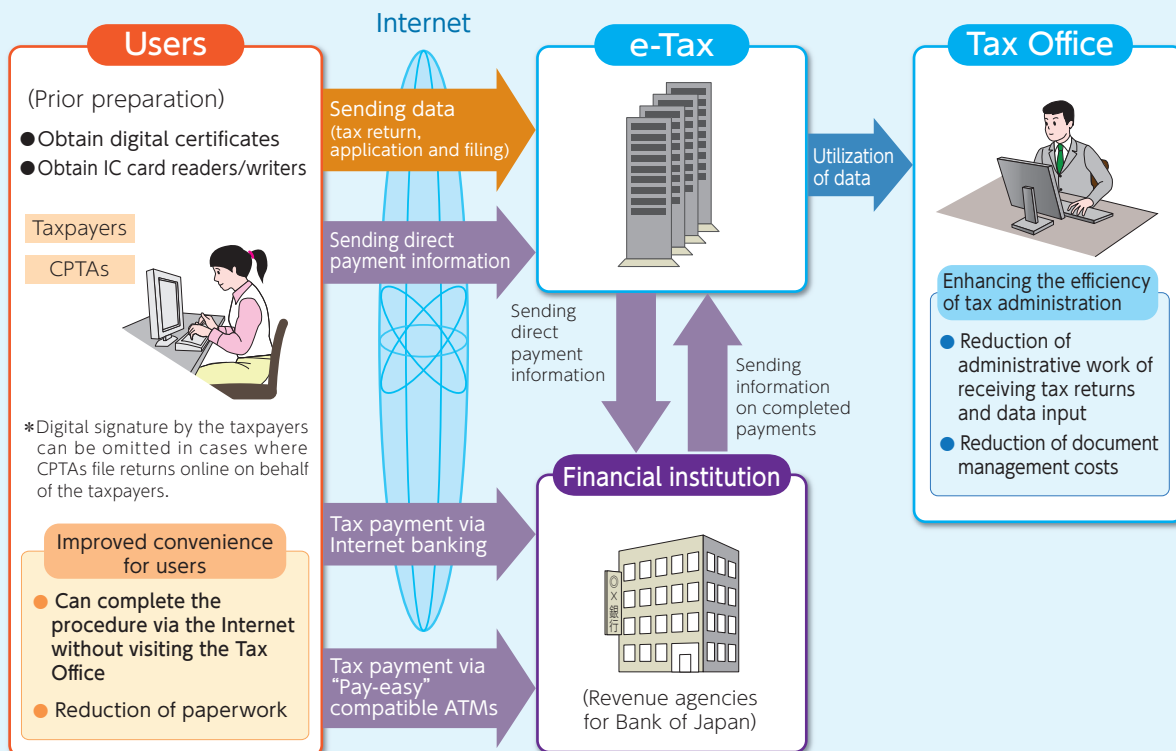 Internet
Users
(Prior preparation)
●Obtain digital certificates
●Obtain IC card readers/writers
Taxpayers
CPTAs
*Digital signature by the taxpayers
can be omitted in cases where
CPTAs file returns online on behalf
of the taxpayers.
Improved convenience
for users
● Can complete the
procedure via the Internet
without visiting the Tax
Office
● Reduction of paperwork
Sending data
(tax return,
application and filing)
Sending direct
payment information
Tax payment via
Internet banking
Tax payment via
“Pay-easy”
compatible ATMs
e-Tax
Sending
direct
payment
information
Sending
information
on completed
payments
Financial institution
○×銀行
(Revenue agencies
for Bank of Japan)
Utilization
of data
Tax Office
Enhancing the efficiency
of tax administration
● Reduction of
administrative work of
receiving tax returns
and data input
● Reduction of document
management costs